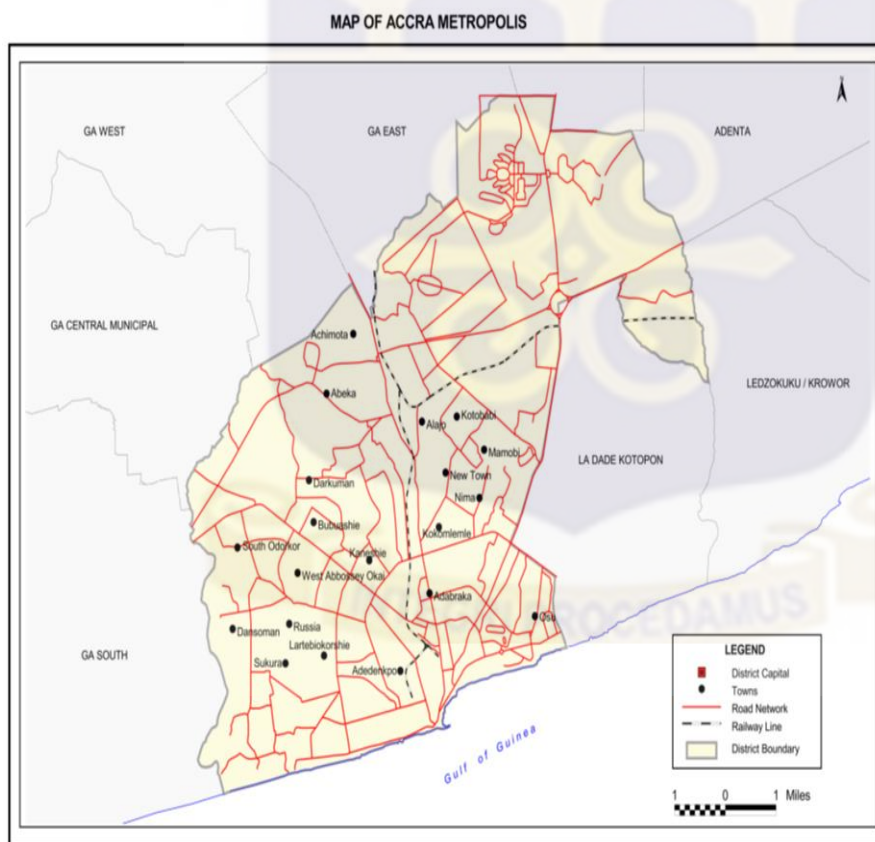 MAP OF ACCRA METROPOLIS
N
GA WEST
GA EAST
ADENTA
GA CENTRAL MUNICIPAL
Achimota
LEDZOKUKU / KROWOR
Abeka
Kotobabi
Alajo
LA DADE KOTOPON
Mamobi
New Town
Darkuman
Nima
Bubuashie
Kokomlemle
South Odorkor
Kaneshie
West Abbossey Okai
Adabraka
Osu
PROCEDAMUS
Dansoman
Russia
GA SOUTH
Lartebiokorshie
Sukura
Adedenkpo
LEGEND
District Capital
Towns
Road Network
Railway Line
District Boundary
Gulf of Guinea
1 0 1 Miles